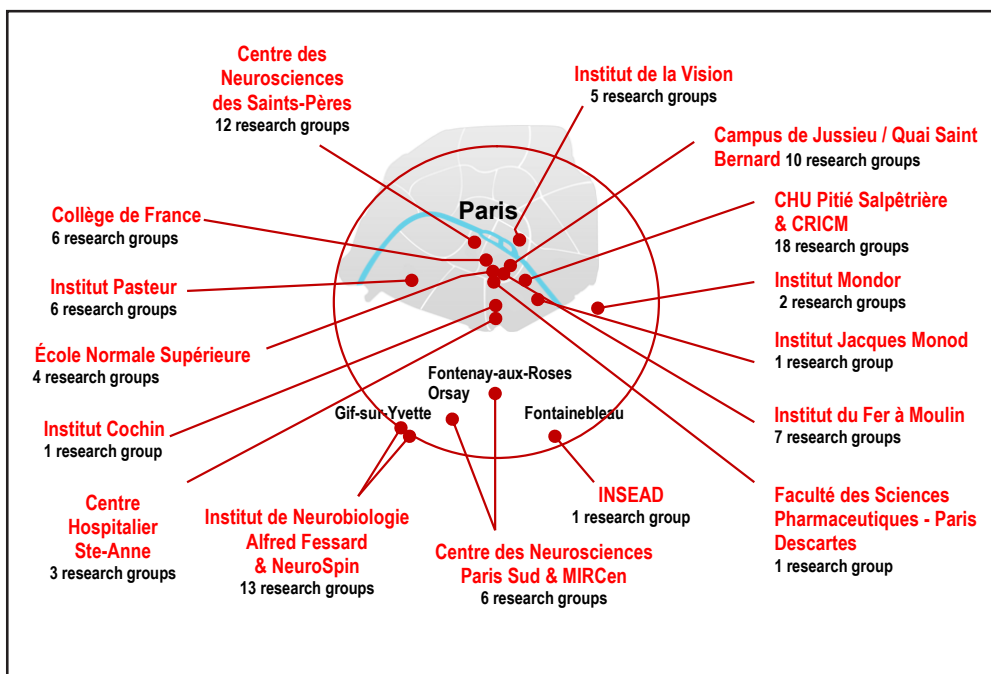 Centre des
Neurosciences
des Saints-Pères
12 research groups
Institut de la Vision
5 research groups
Campus de Jussieu / Quai Saint
Bernard 10 research groups
Paris
CHU Pitié Salpêtrière
& CRICM
18 research groups
Collège de France
6 research groups
Institut Pasteur
6 research groups
Institut Mondor
2 research groups
École Normale Supérieure
4 research groups
Institut Jacques Monod
1 research group
Fontenay-aux-Roses
Orsay
Gif-sur-Yvette
Fontainebleau
Institut Cochin
1 research group
Institut du Fer à Moulin
7 research groups
Centre
Hospitalier
Ste-Anne
3 research groups
Institut de Neurobiologie
Alfred Fessard
& NeuroSpin
13 research groups
Centre des Neurosciences
Paris Sud & MIRCen
6 research groups
INSEAD
1 research group
Faculté des Sciences
Pharmaceutiques - Paris
Descartes
1 research group